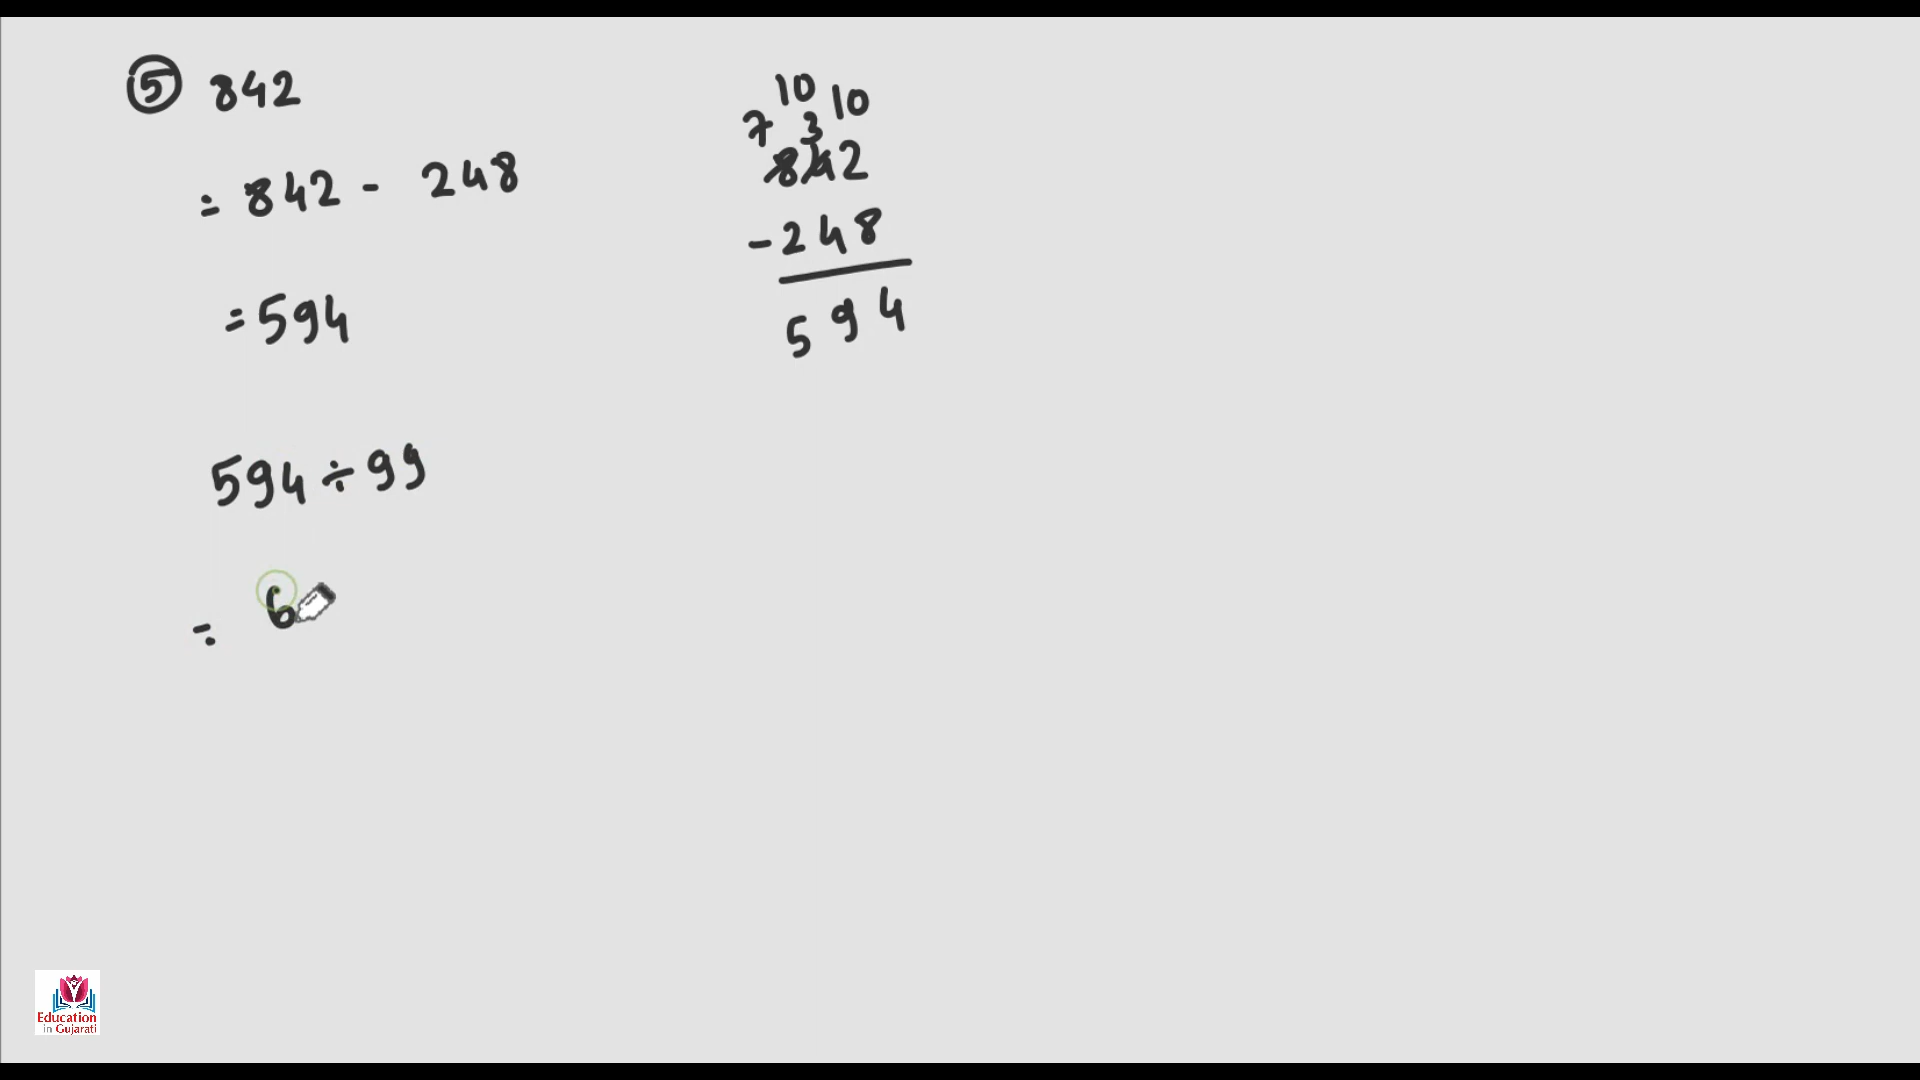 ⑤ 842
= 842 - 248
= 594
594 ÷ 99
= 6
10 10
7 3
842
- 248
594
Education
in Gujarati